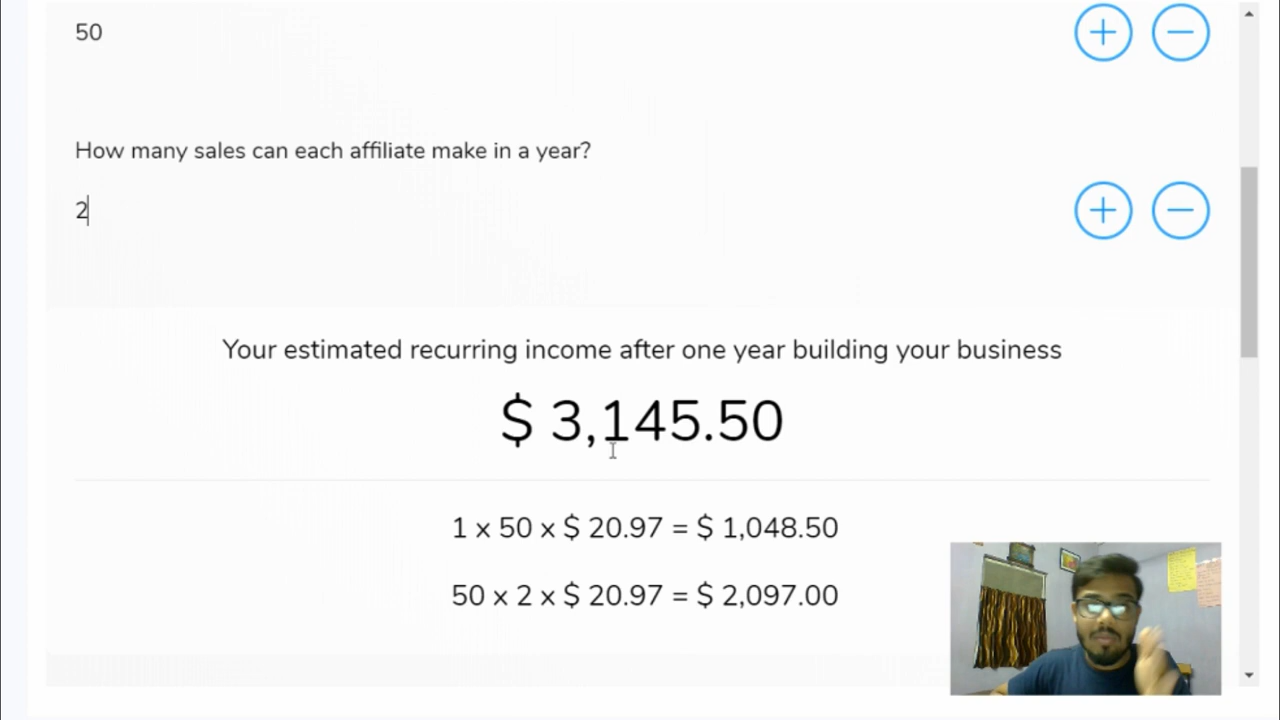 50
How many sales can each affiliate make in a year?
2
Your estimated recurring income after one year building your business
$ 3,145.50
1 x 50 x $ 20.97 = $ 1,048.50
50 x 2 x $ 20.97 = $ 2,097.00